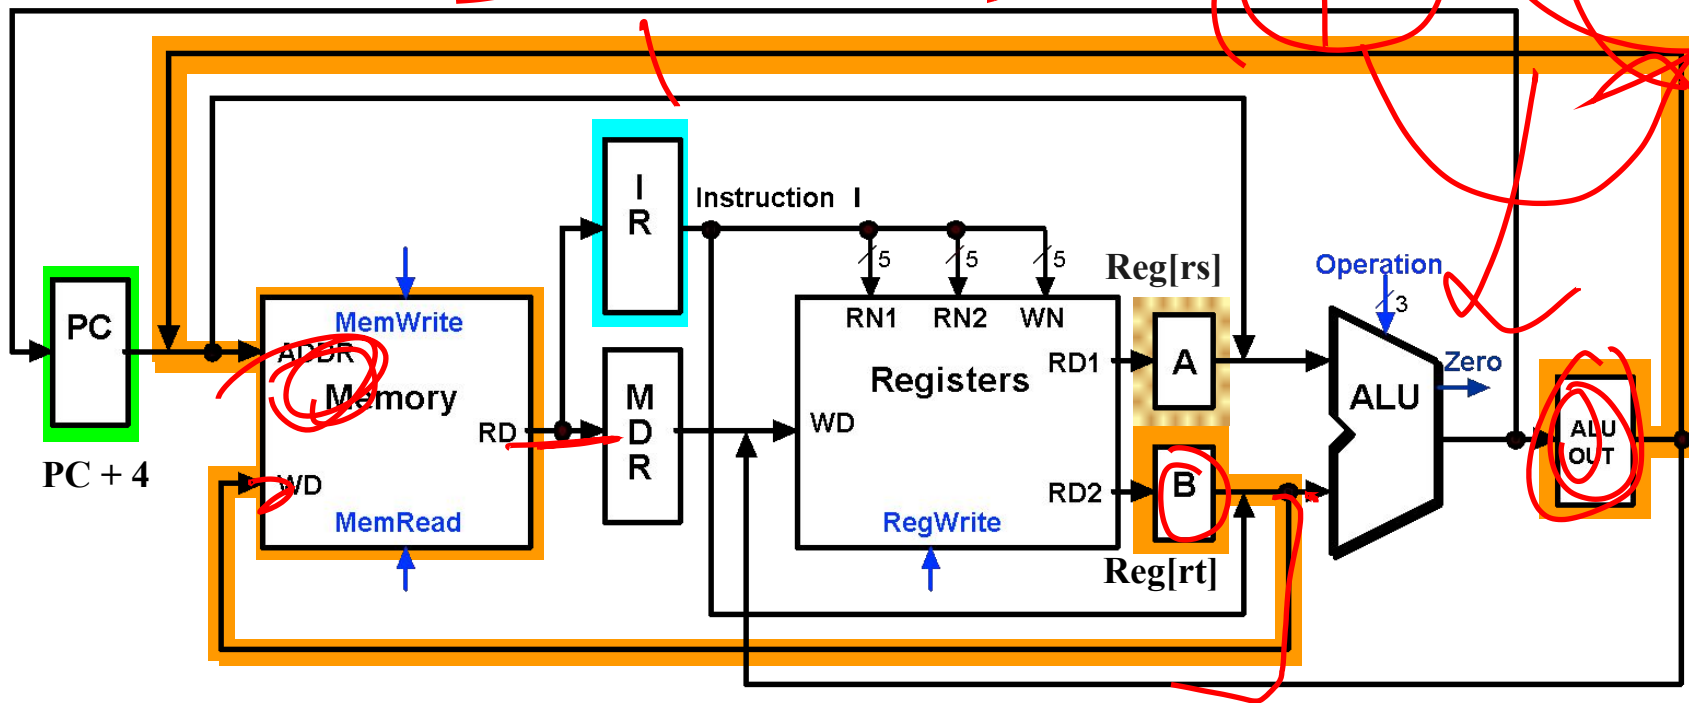 I
R
Instruction I
5
5
5
Reg[rs]
Operation
3
PC
MemWrite
ADDR
Memory
RD
WD
MemRead
PC + 4
M
D
R
RN1
RN2
WN
RD1
Registers
WD
RD2
RegWrite
A
B
Reg[rt]
ALU
Zero
ALU
OUT